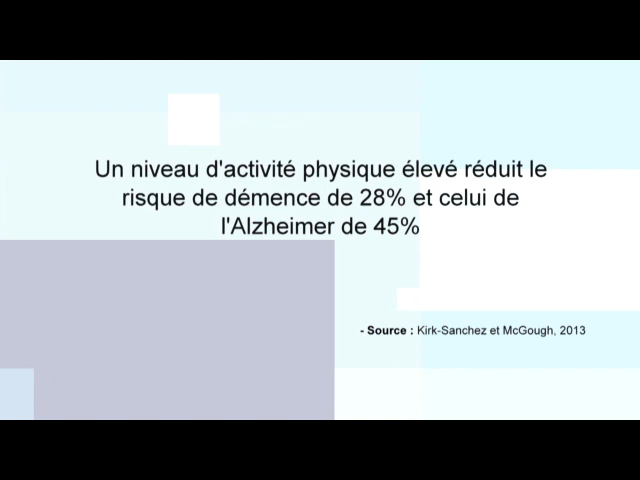 Un niveau d'activité physique élevé réduit le
risque de démence de 28% et celui de
l'Alzheimer de 45%
- Source : Kirk-Sanchez et McGough, 2013